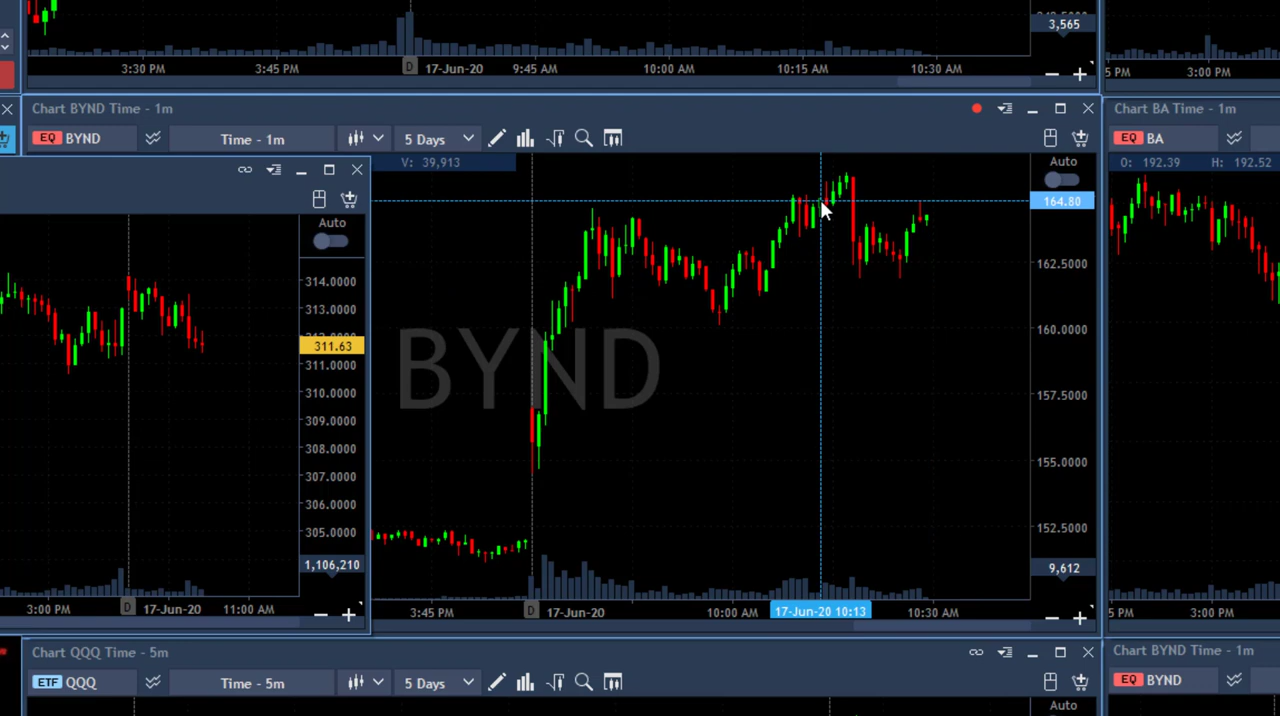 3,565
3:30 PM 3:45 PM D 17-Jun-20 9:45 AM 10:00 AM 10:15 AM 10:30 AM
5 PM 3:00 PM
Chart BYND Time - 1m
Chart BA Time - 1m
EQ BYND Time - 1m 5 Days
EQ BA
V: 39,913
O: 192.39 H: 192.52
Auto
164.80
162.5000
160.0000
157.5000
155.0000
152.5000
9,612
BYND
3:45 PM D 17-Jun-20 10:00 AM 17-Jun-20 10:13 10:30 AM
Auto
314.0000
313.0000
311.63
311.0000
310.0000
309.0000
308.0000
307.0000
306.0000
305.0000
1,106,210
3:00 PM D 17-Jun-20 11:00 AM
5 PM 3:00 PM
Chart QQQ Time - 5m
Chart BYND Time - 1m
ETF QQQ Time - 5m 5 Days
EQ BYND
Auto